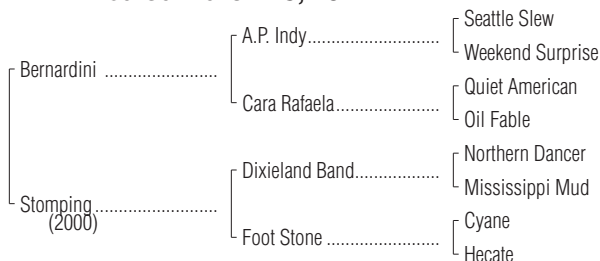 Seattle Slew
A.P. Indy
Weekend Surprise
Bernardini
Quiet American
Cara Rafaela
Oil Fable
Northern Dancer
Dixieland Band
Mississippi Mud
Stomping
(2000)
Cyane
Foot Stone
Hecate